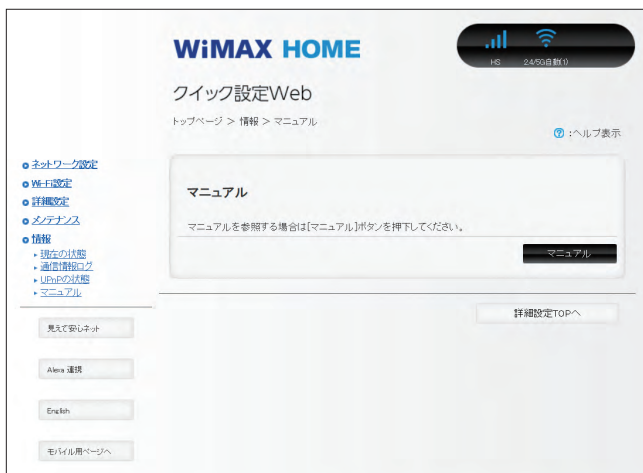 WiMAX HOME
HS 2.4/5G自動(1)
クイック設定Web
トップページ > 情報 > マニュアル
?:ヘルプ表示
ネットワーク設定
Wi-Fi設定
詳細設定
メンテナンス
情報
現在の状態
通信情報ログ
UPnPの状態
マニュアル
見えて安心ネット
Alexa 連携
English
モバイル用ページへ
マニュアル
マニュアルを参照する場合は[マニュアル]ボタンを押下してください。
マニュアル
詳細設定TOPへ